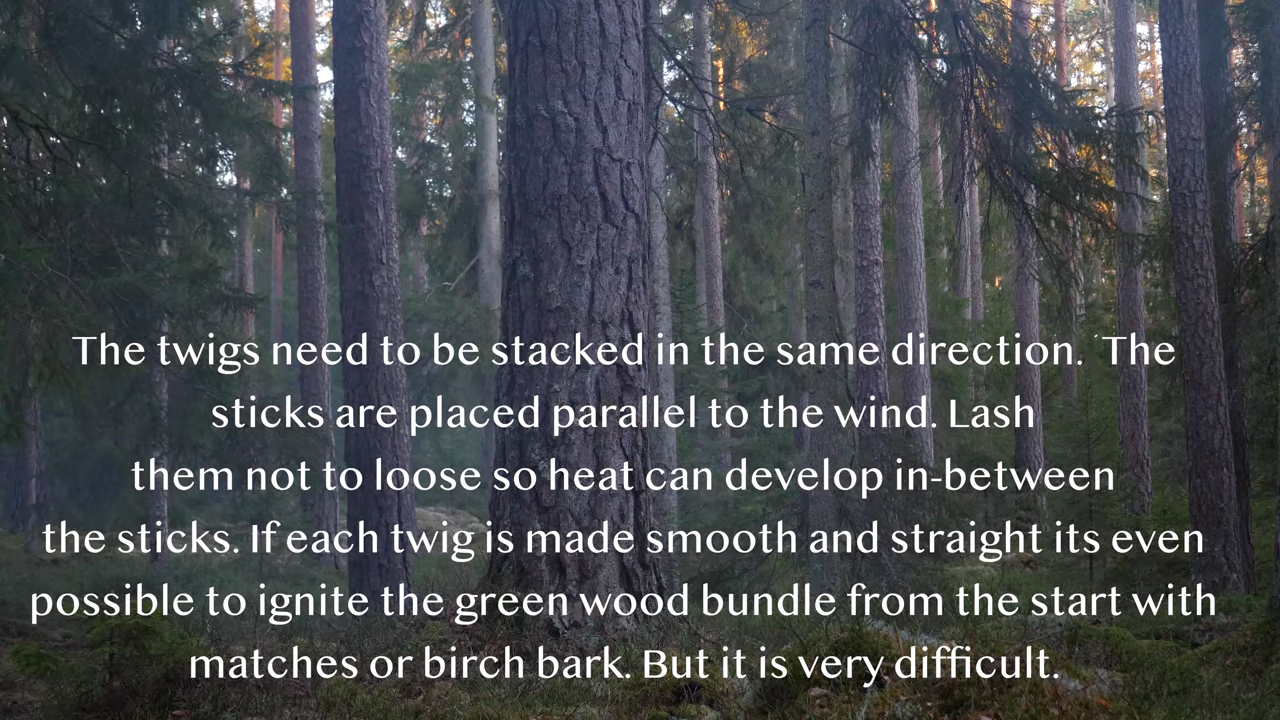 The twigs need to be stacked in the same direction. ´The
sticks are placed parallel to the wind. Lash
them not to loose so heat can develop in-between
the sticks. If each twig is made smooth and straight its even
possible to ignite the green wood bundle from the start with
matches or birch bark. But it is very difficult.